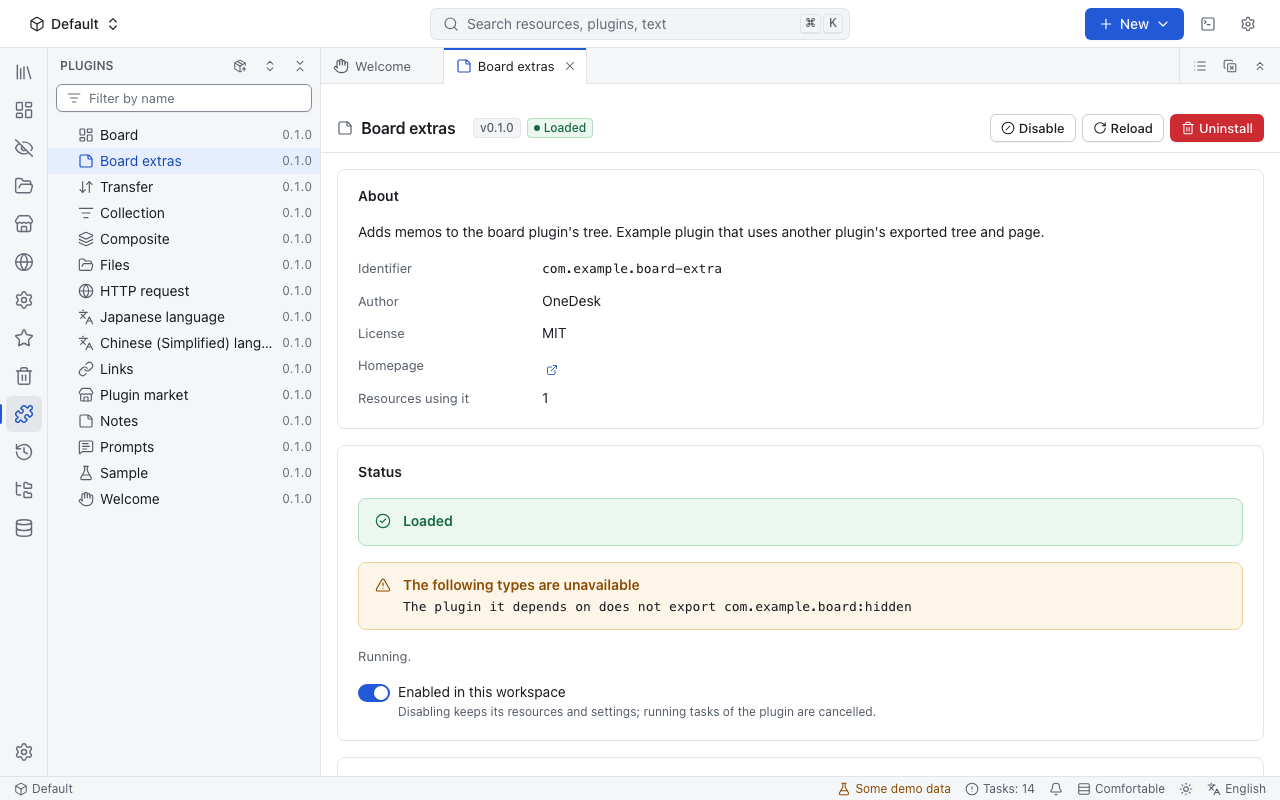 Default
Search resources, plugins, text
⌘ K
New
PLUGINS
Welcome
Board extras
Filter by name
Board 0.1.0
Board extras 0.1.0
Transfer 0.1.0
Collection 0.1.0
Composite 0.1.0
Files 0.1.0
HTTP request 0.1.0
Japanese language 0.1.0
Chinese (Simplified) lang... 0.1.0
Links 0.1.0
Plugin market 0.1.0
Notes 0.1.0
Prompts 0.1.0
Sample 0.1.0
Welcome 0.1.0
Board extras v0.1.0 Loaded
Disable Reload Uninstall
About
Adds memos to the board plugin's tree. Example plugin that uses another plugin's exported tree and page.
Identifier com.example.board-extra
Author OneDesk
License MIT
Homepage
Resources using it 1
Status
Loaded
The following types are unavailable
The plugin it depends on does not export com.example.board:hidden
Running.
Enabled in this workspace
Disabling keeps its resources and settings; running tasks of the plugin are cancelled.
Default
Some demo data
Tasks: 14
Comfortable
English